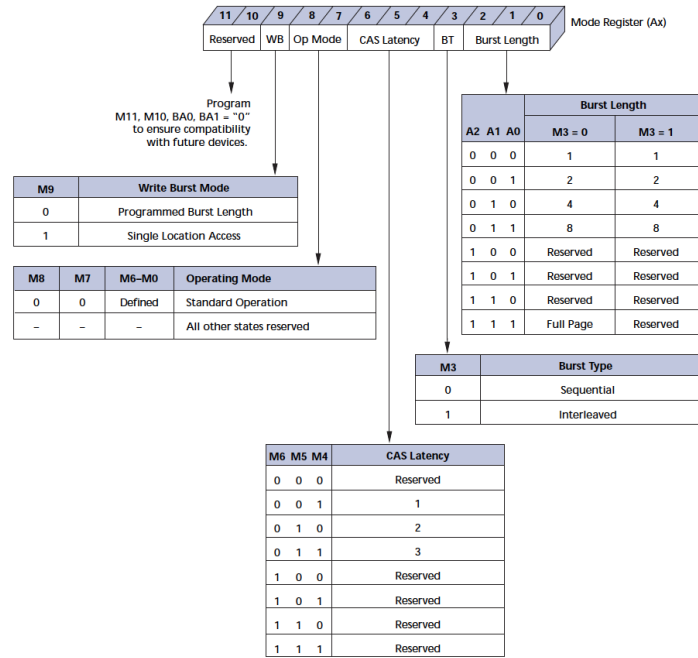 11 10 9 8 7 6 5 4 3 2 1 0
Mode Register (Ax)
Reserved WB Op Mode CAS Latency BT Burst Length
Program
M11, M10, BA0, BA1 = "0"
to ensure compatibility
with future devices.
Burst Length
A2 A1 A0 M3 = 0 M3 = 1
0 0 0 1 1
0 0 1 2 2
0 1 0 4 4
0 1 1 8 8
1 0 0 Reserved Reserved
1 0 1 Reserved Reserved
1 1 0 Reserved Reserved
1 1 1 Full Page Reserved
M9 Write Burst Mode
0 Programmed Burst Length
1 Single Location Access
M8 M7 M6–M0 Operating Mode
0 0 Defined Standard Operation
– – – All other states reserved
M3 Burst Type
0 Sequential
1 Interleaved
M6 M5 M4 CAS Latency
0 0 0 Reserved
0 0 1 1
0 1 0 2
0 1 1 3
1 0 0 Reserved
1 0 1 Reserved
1 1 0 Reserved
1 1 1 Reserved